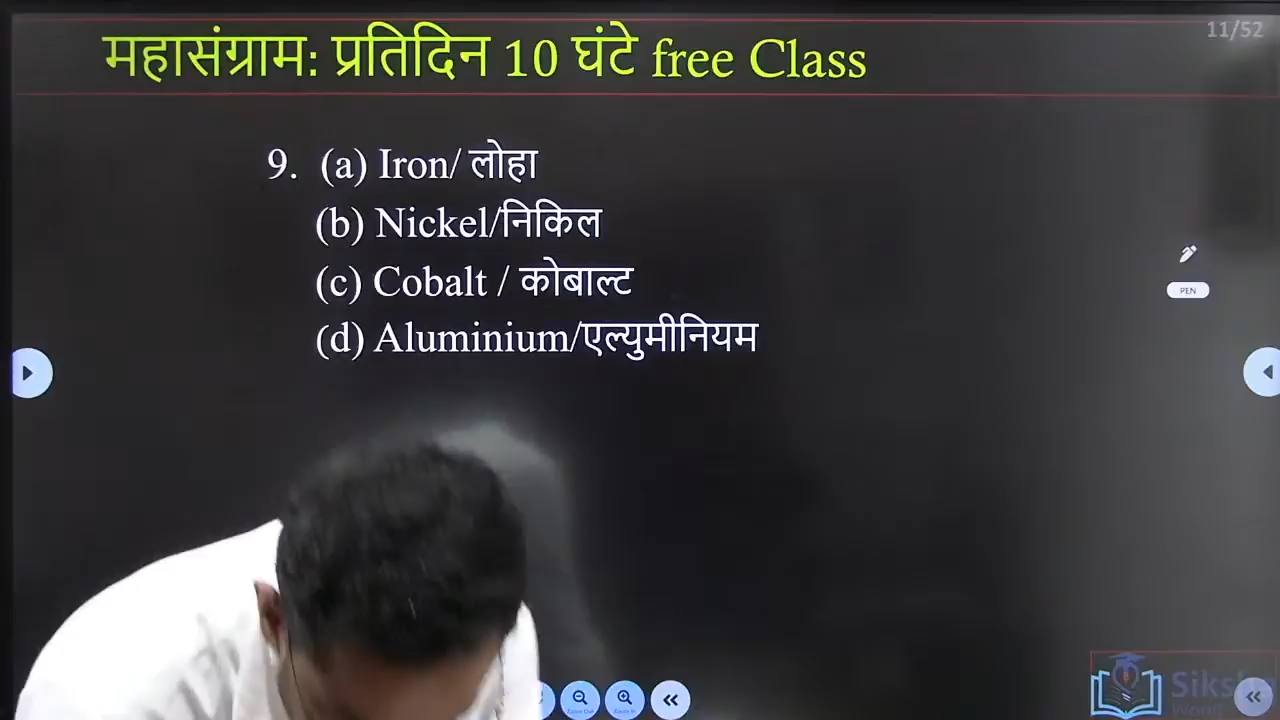 11/52
महासंग्राम: प्रतिदिन 10 घंटे free Class
9. (a) Iron/ लोहा
(b) Nickel/निकिल
(c) Cobalt / कोबाल्ट
(d) Aluminium/एल्युमीनियम
PEN